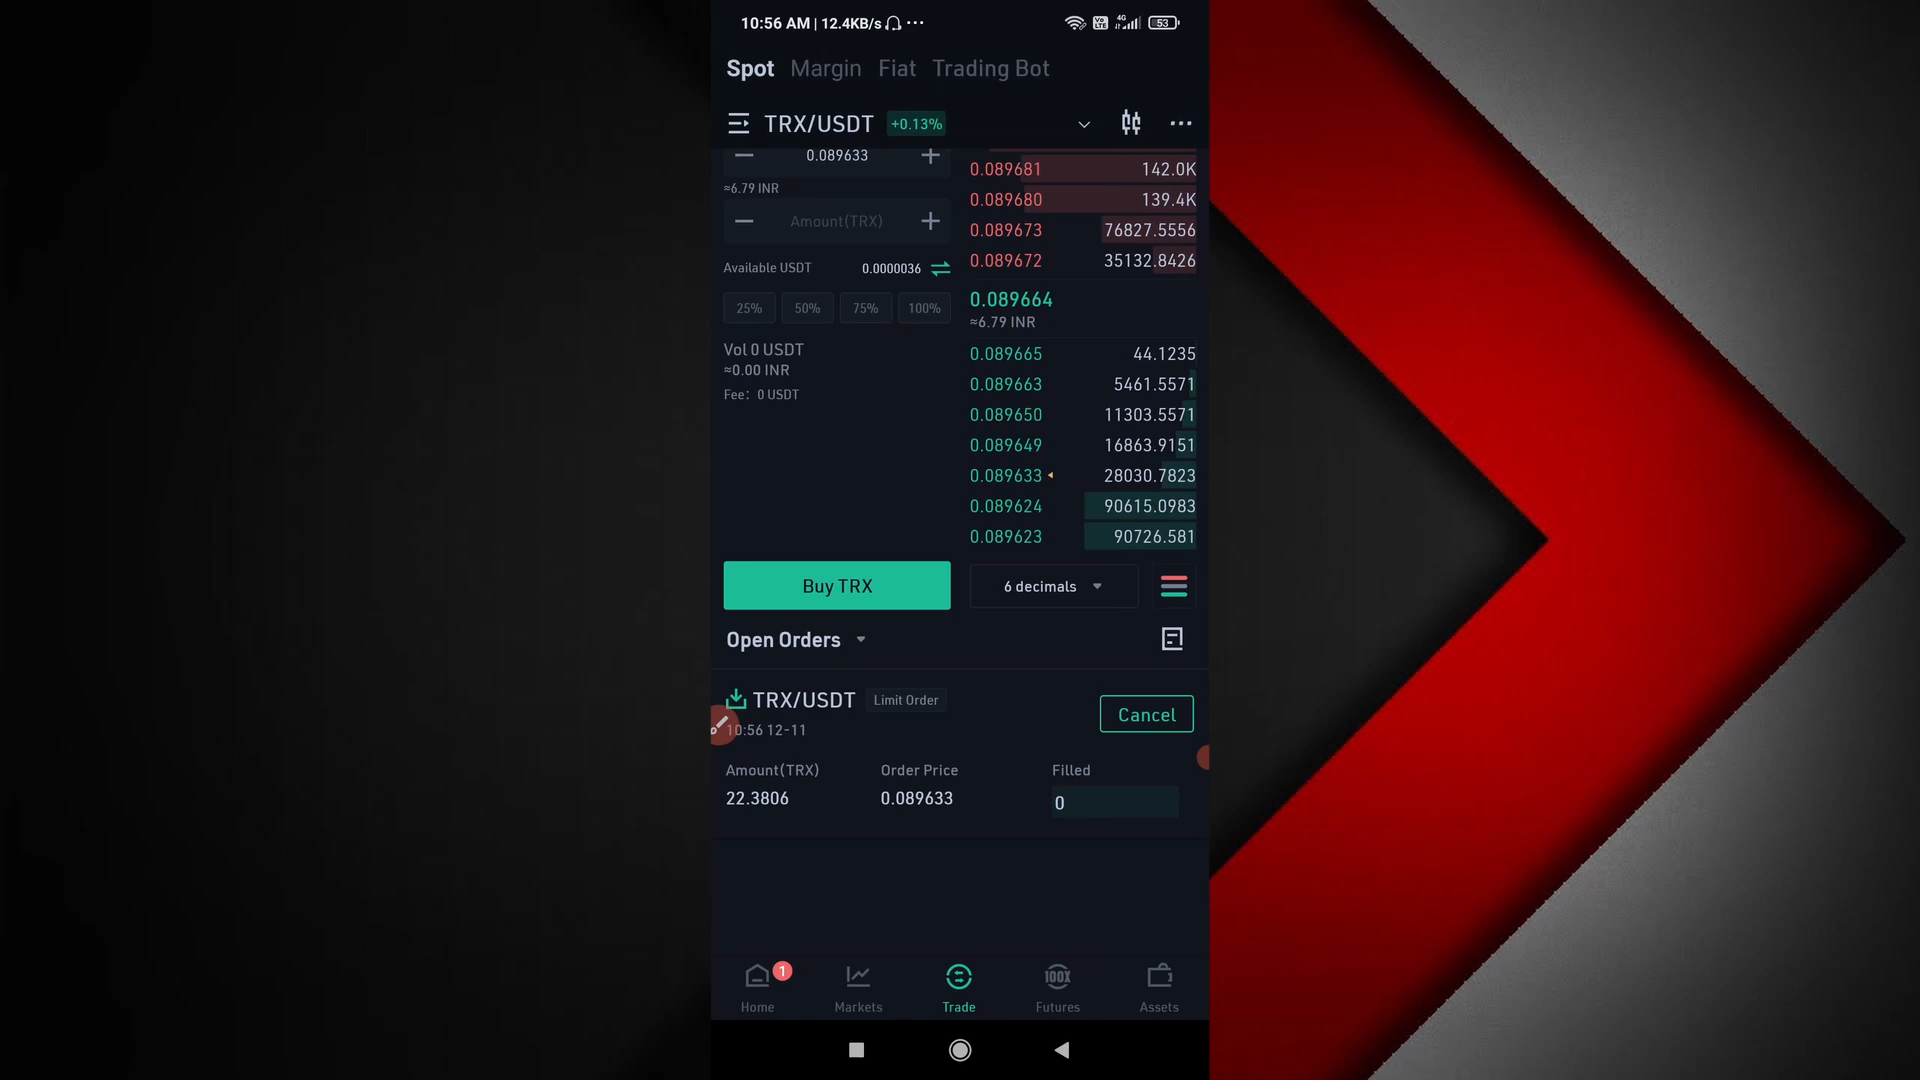 10:56 AM | 12.4KB/s ··· Vo LTE 4G 53
Spot Margin Fiat Trading Bot
TRX/USDT +0.13%
0.089633
≈6.79 INR
Amount(TRX)
Available USDT 0.0000036
25% 50% 75% 100%
Vol 0 USDT
≈0.00 INR
Fee: 0 USDT
0.089681 142.0K
0.089680 139.4K
0.089673 76827.5556
0.089672 35132.8426
0.089664
≈6.79 INR
0.089665 44.1235
0.089663 5461.5571
0.089650 11303.5571
0.089649 16863.9151
0.089633 28030.7823
0.089624 90615.0983
0.089623 90726.581
Buy TRX 6 decimals
Open Orders
TRX/USDT Limit Order Cancel
10:56 12-11
Amount(TRX) Order Price Filled
22.3806 0.089633 0
1
100X
Home Markets Trade Futures Assets